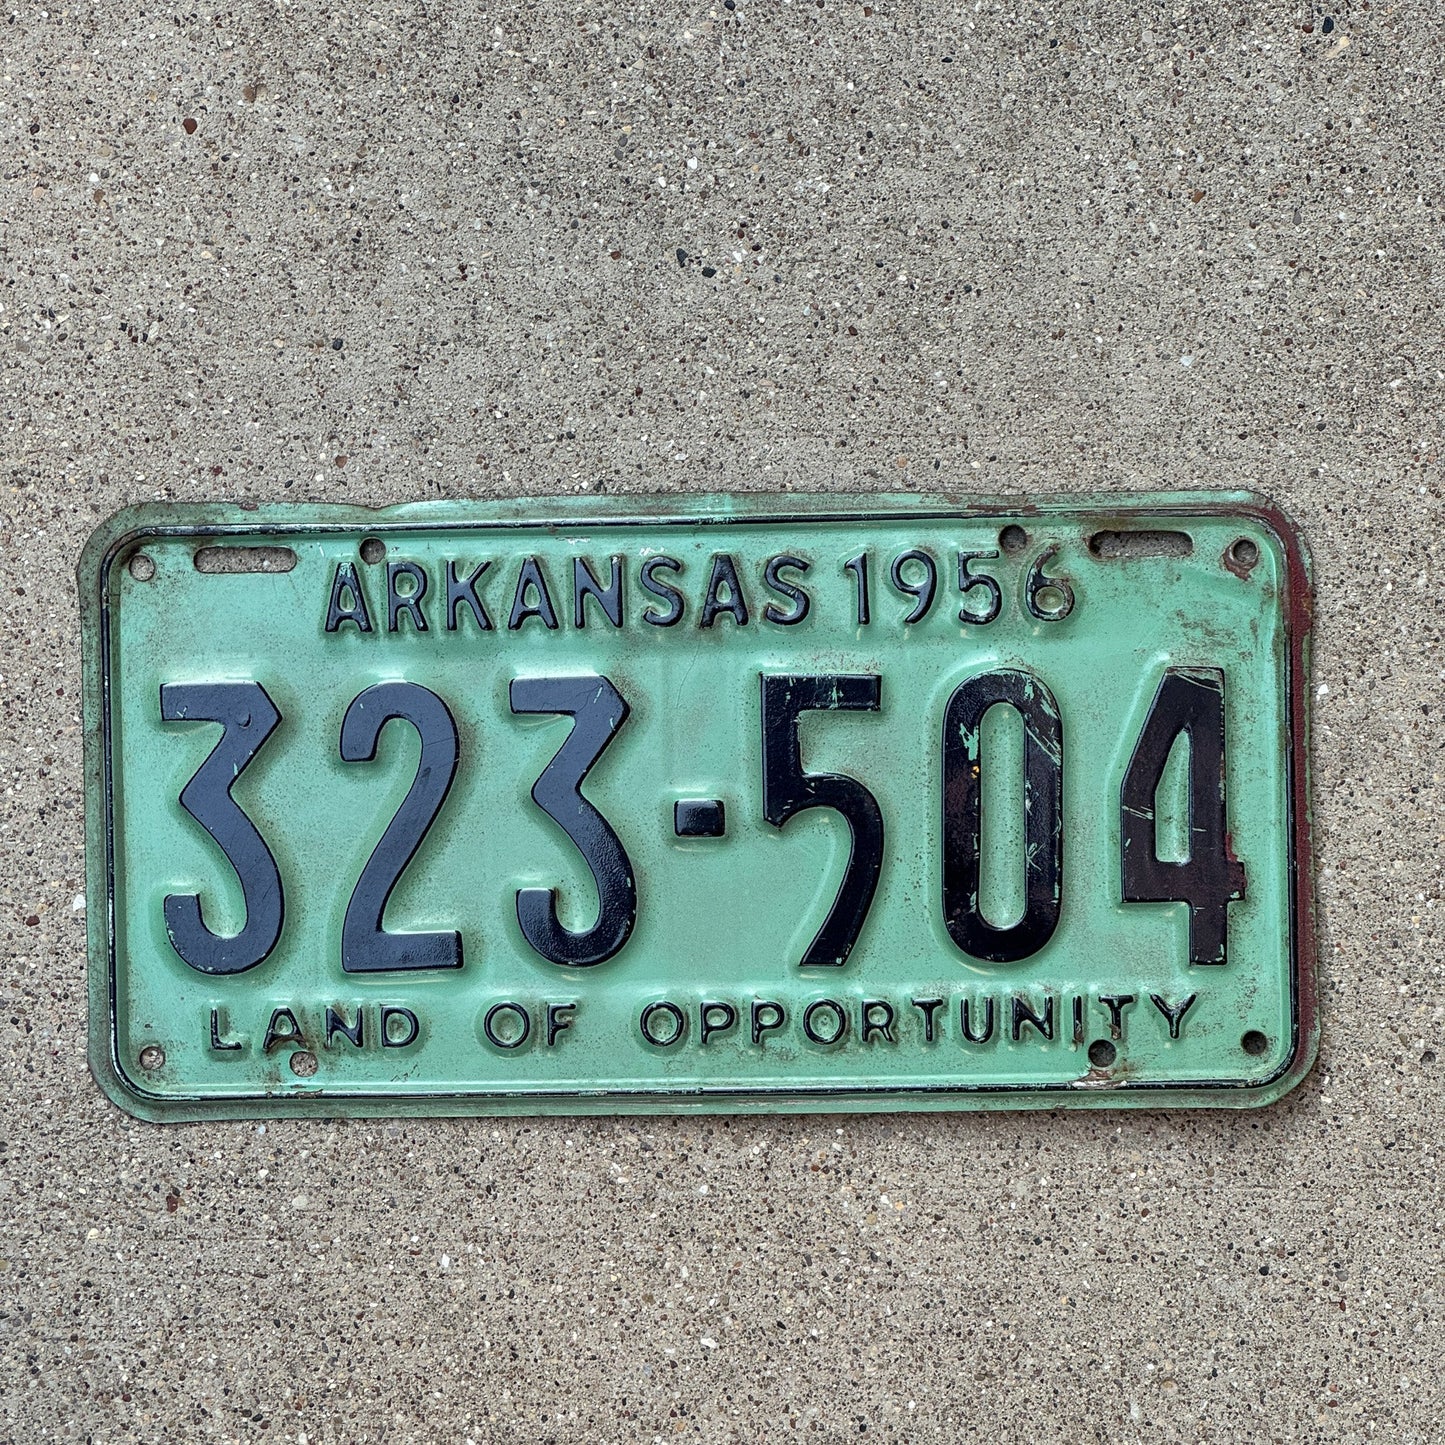 ARKANSAS 1956
323-504
LAND OF OPPORTUNITY